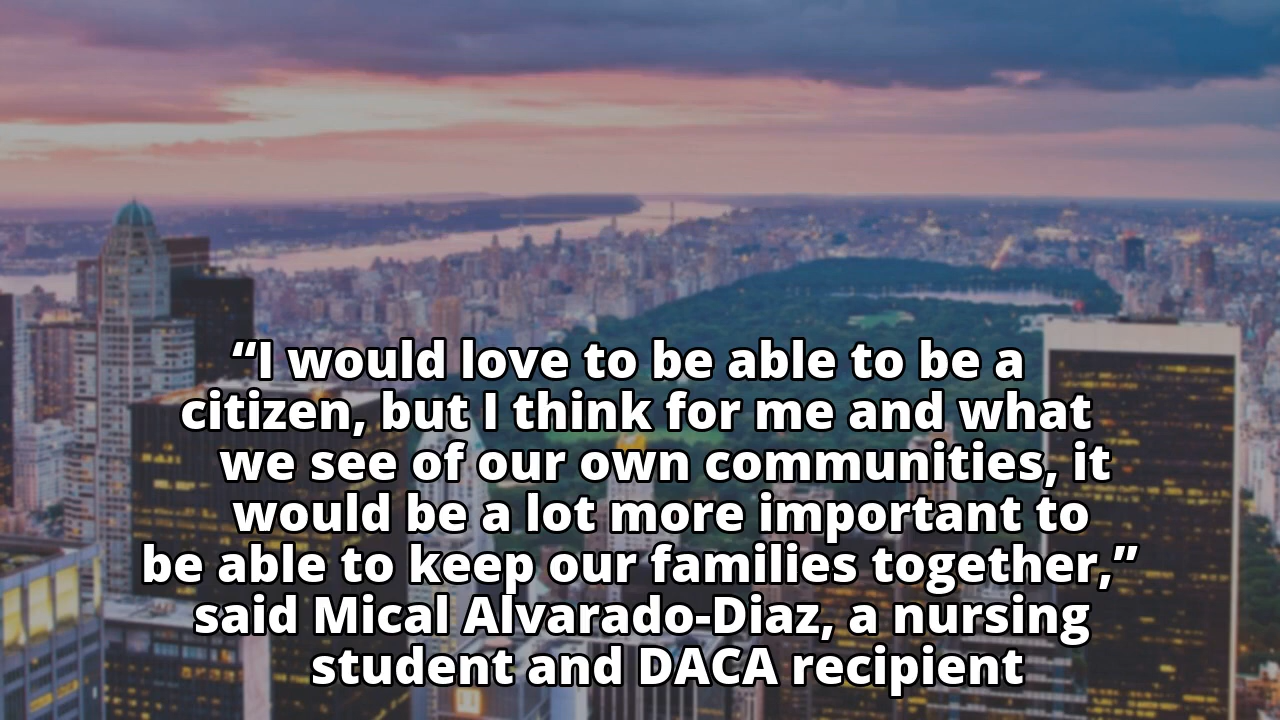 “I would love to be able to be a
citizen, but I think for me and what
we see of our own communities, it
would be a lot more important to
be able to keep our families together,”
said Mical Alvarado-Diaz, a nursing
student and DACA recipient